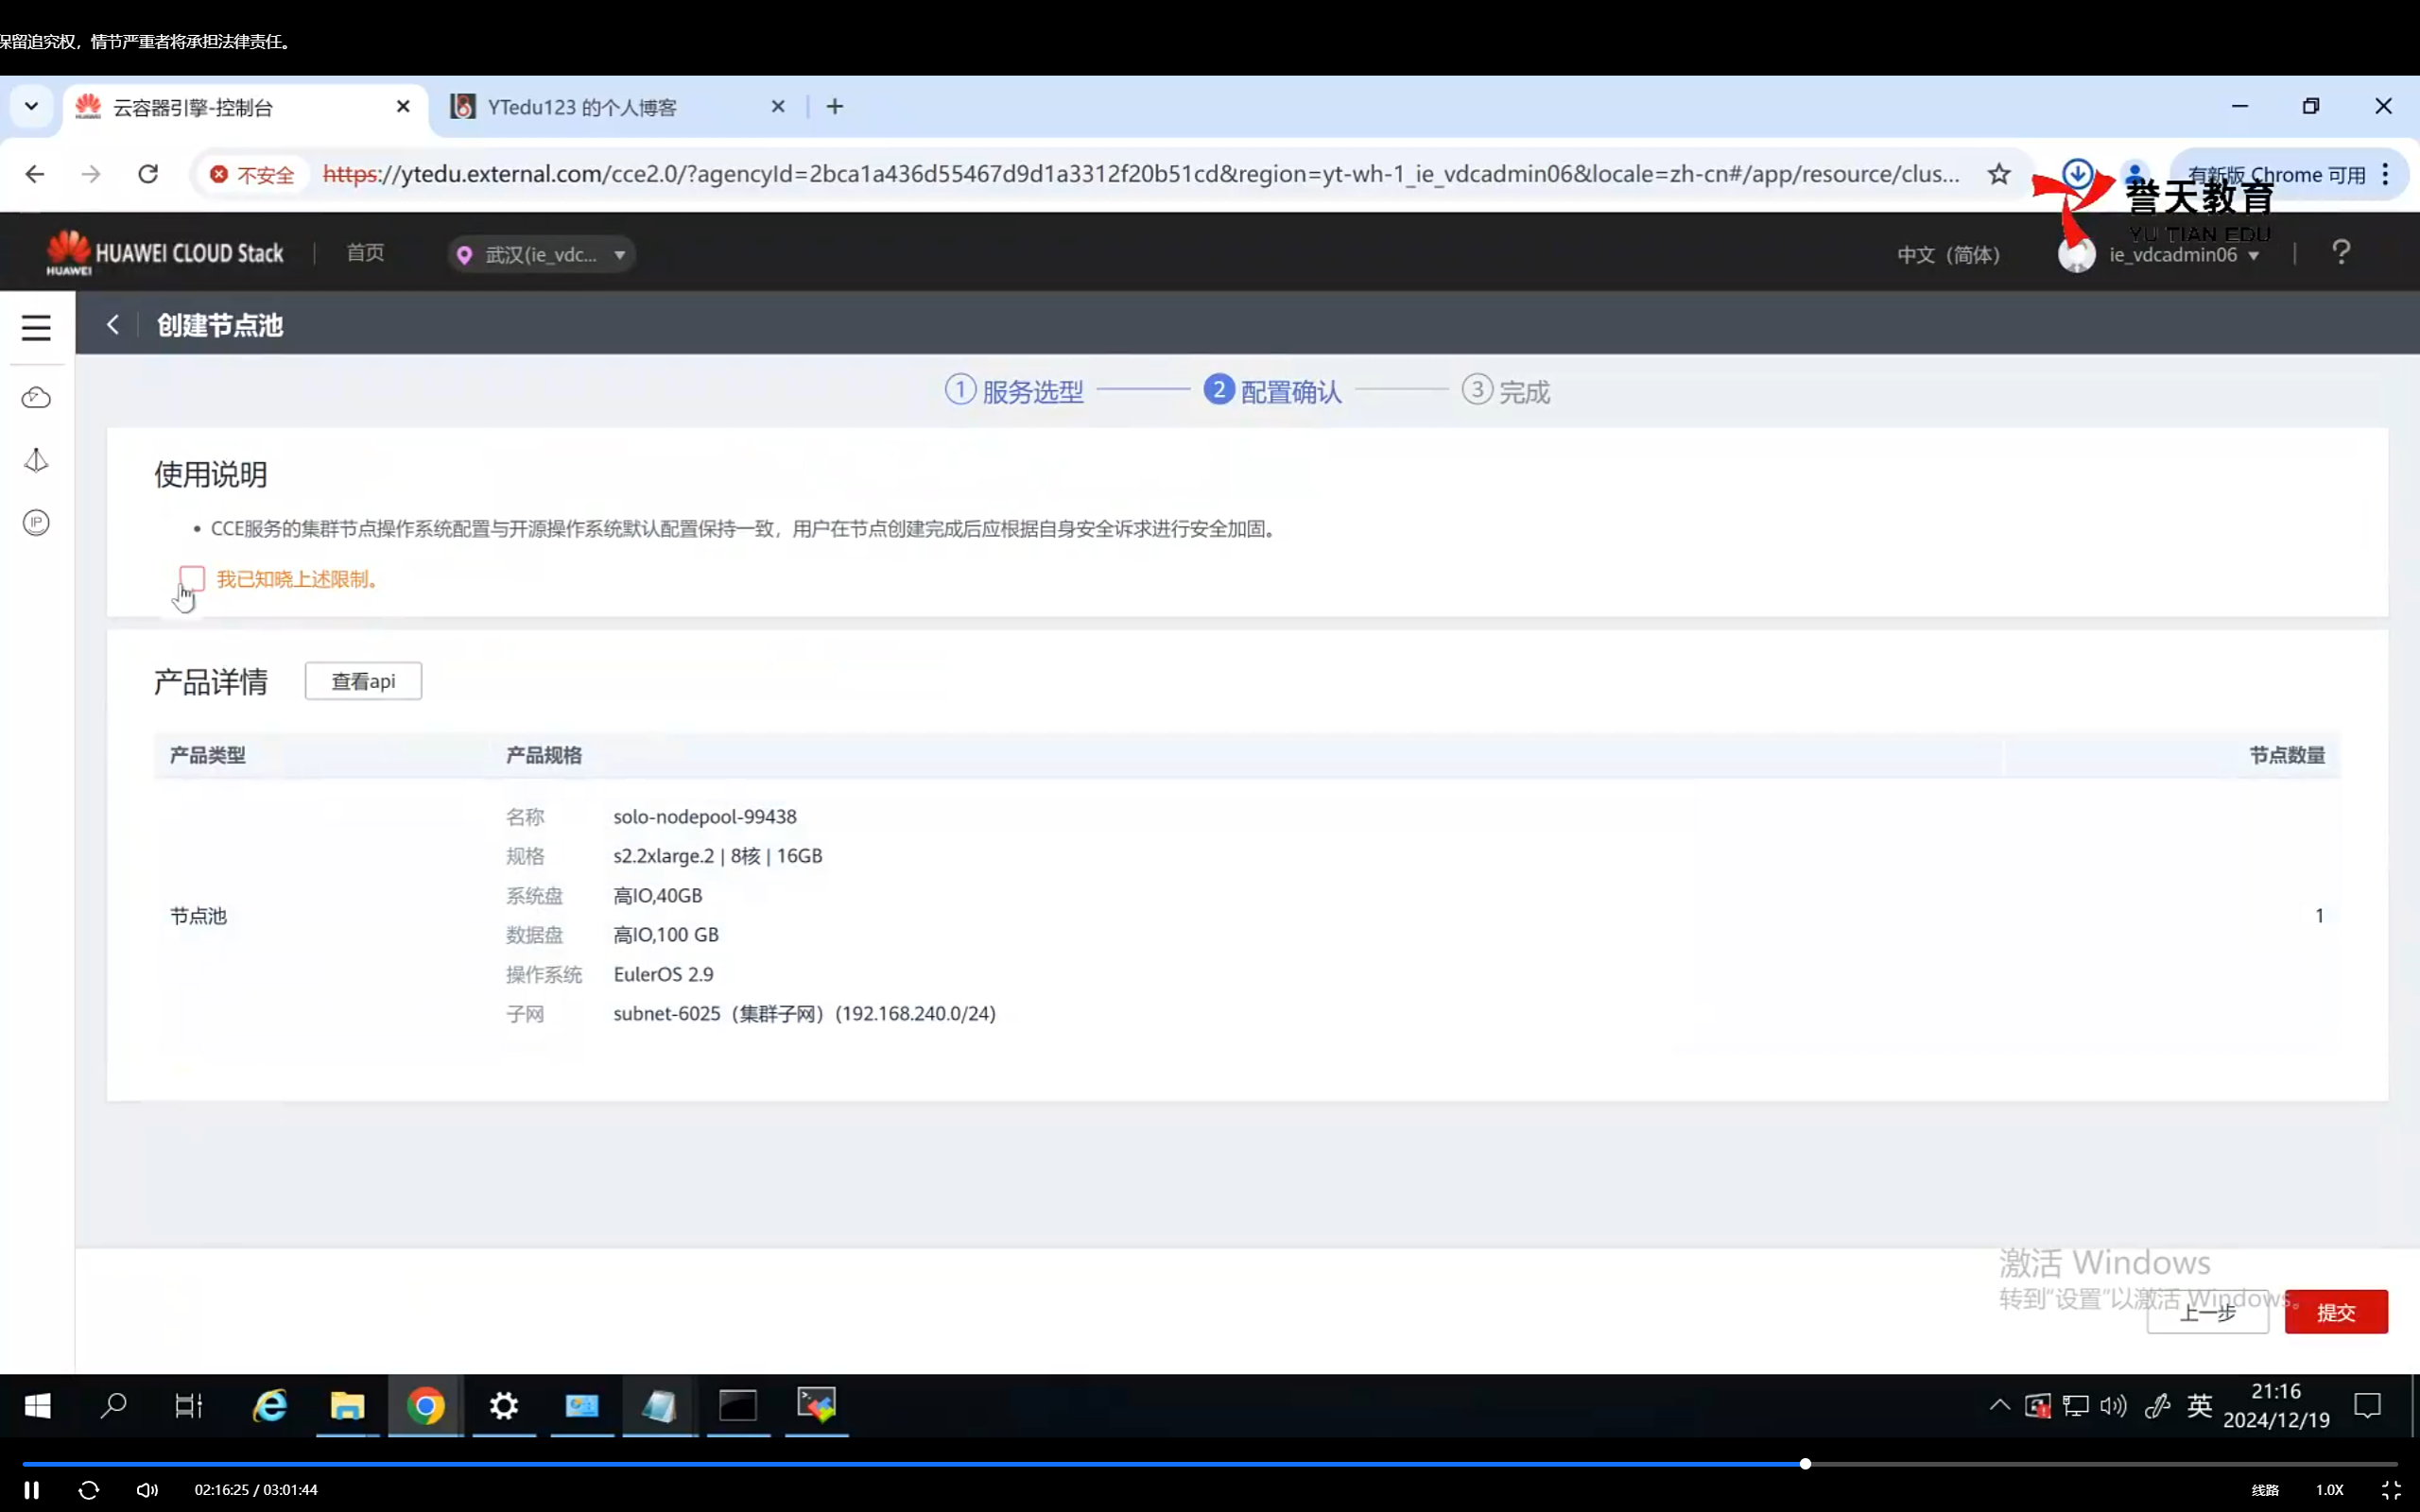 保留追究权，情节严重者将承担法律责任。
云容器引擎-控制台
YTedu123 的个人博客
不安全
https://ytedu.external.com/cce2.0/?agencyId=2bca1a436d55467d9d1a3312f20b51cd&region=yt-wh-1_ie_vdcadmin06&locale=zh-cn#/app/resource/clus...
有新版 Chrome 可用
誉天教育
YU TIAN EDU
HUAWEI
HUAWEI CLOUD Stack
首页
武汉(ie_vdc...
中文（简体）
ie_vdcadmin06
?
创建节点池
1 服务选型
2 配置确认
3 完成
使用说明
• CCE服务的集群节点操作系统配置与开源操作系统默认配置保持一致，用户在节点创建完成后应根据自身安全诉求进行安全加固。
我已知晓上述限制。
IP
产品详情
查看api
产品类型 产品规格 节点数量
名称 solo-nodepool-99438
规格 s2.2xlarge.2 | 8核 | 16GB
系统盘 高IO,40GB
节点池
1
数据盘 高IO,100 GB
操作系统 EulerOS 2.9
子网 subnet-6025（集群子网）(192.168.240.0/24)
激活 Windows
转到"设置"以激活 Windows。
上一步
提交
英
21:16
2024/12/19
02:16:25 / 03:01:44
线路
1.0X